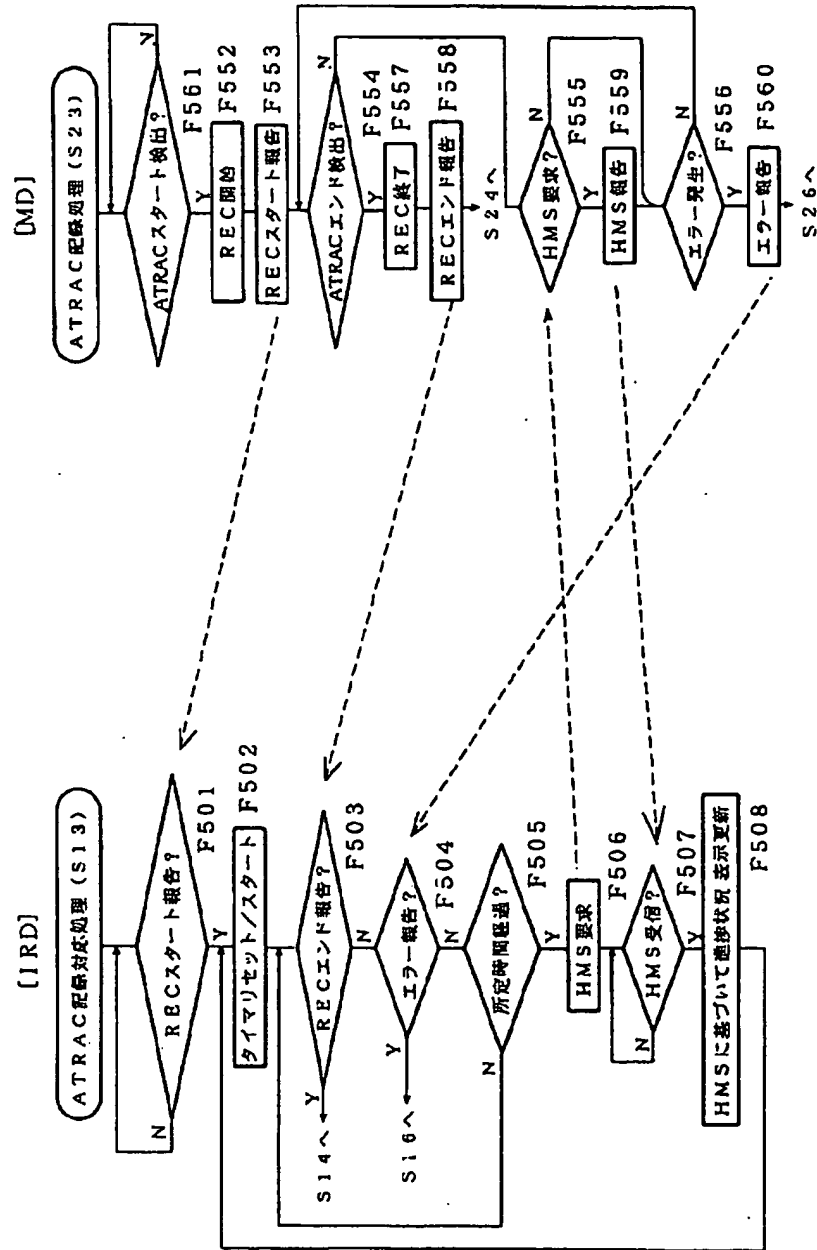 [IRD]
ATRAC記録対応処理(S13)
RECスタート報告?
F501
N
Y
タイマリセット/スタート
F502
RECエンド報告?
F503
Y
S14へ
N
エラー報告?
F504
Y
S16へ
N
所定時間経過?
F505
N
Y
HMS要求
F506
HMS受信?
F507
N
Y
HMSに基づいて進捗状況 表示更新
F508
[MD]
ATRAC記録処理(S23)
ATRACスタート検出?
F561
N
Y
REC開始
F552
RECスタート報告
F553
ATRACエンド検出?
F554
N
Y
REC終了
F557
RECエンド報告
F558
S24へ
HMS要求?
F555
N
Y
HMS報告
F559
エラー発生?
F556
N
Y
エラー報告
F560
S26へ